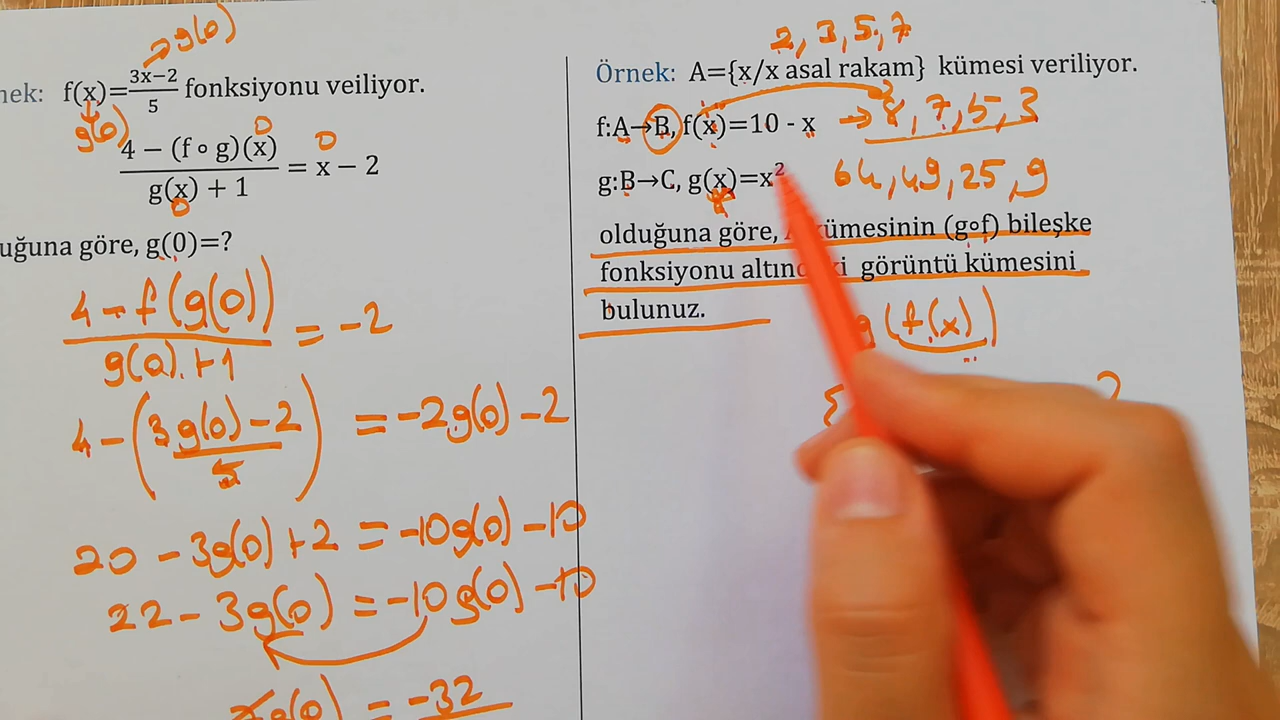 g(0)
nek: f(x)=3x−2/5 fonksiyonu veiliyor.
g(0)
0 0
4 − (f ∘ g)(x)/g(x) + 1 = x − 2
0
uğuna göre, g(0)=?
4 - f(g(0))/g(0) + 1 = -2
4 - (3g(0) - 2/5) = -2g(0) - 2
20 - 3g(0) + 2 = -10g(0) - 10
22 - 3g(0) = -10g(0) - 10
g(0) = -32
2, 3, 5, 7
Örnek: A={x/x asal rakam} kümesi veriliyor.
f:A→B, f(x)=10 - x → 8, 7, 5, 3
g:B→C, g(x)=x² 64, 49, 25, 9
olduğuna göre, kümesinin (g∘f) bileşke
fonksiyonu görüntü kümesini
bulunuz.
g(f(x))
{